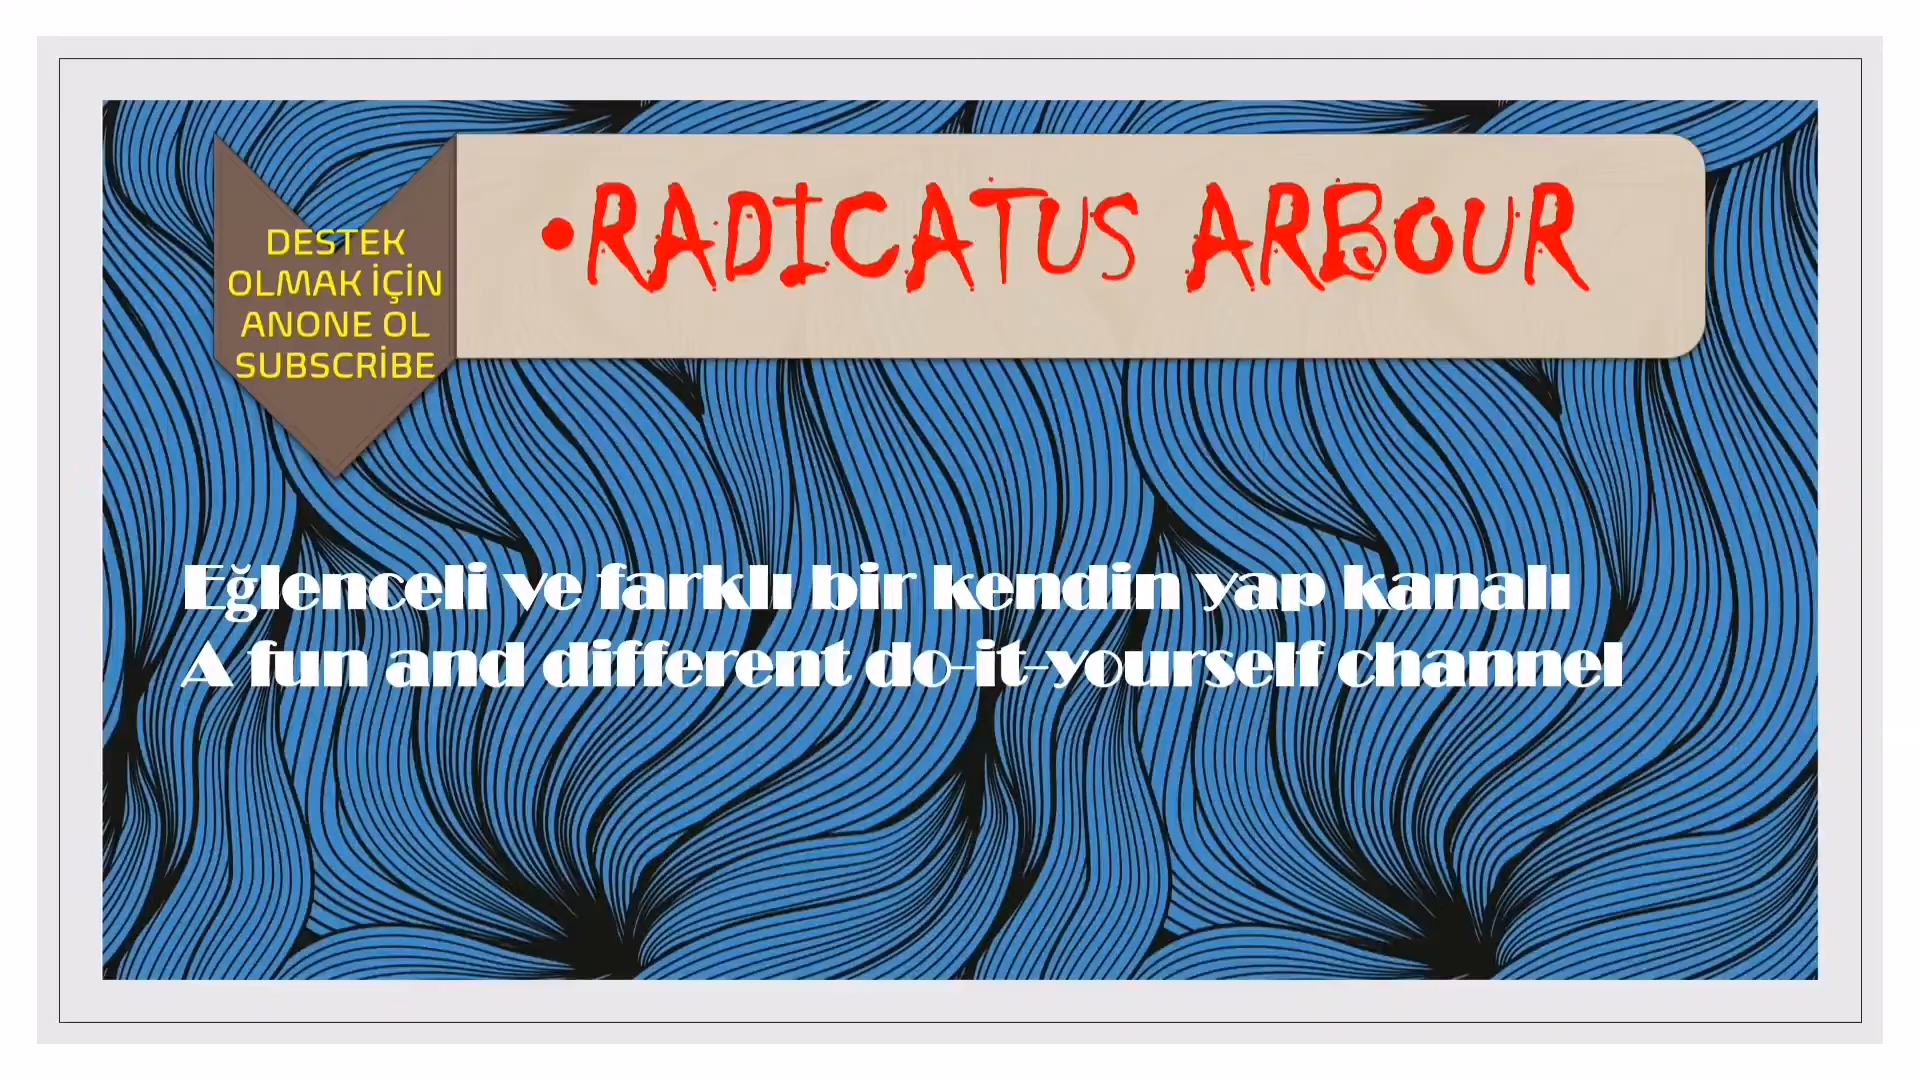 DESTEK
OLMAK İÇİN
ANONE OL
SUBSCRİBE
•RADICATUS ARBOUR
Eğlenceli ve farklı bir kendin yap kanalı
A fun and different do-it-yourself channel